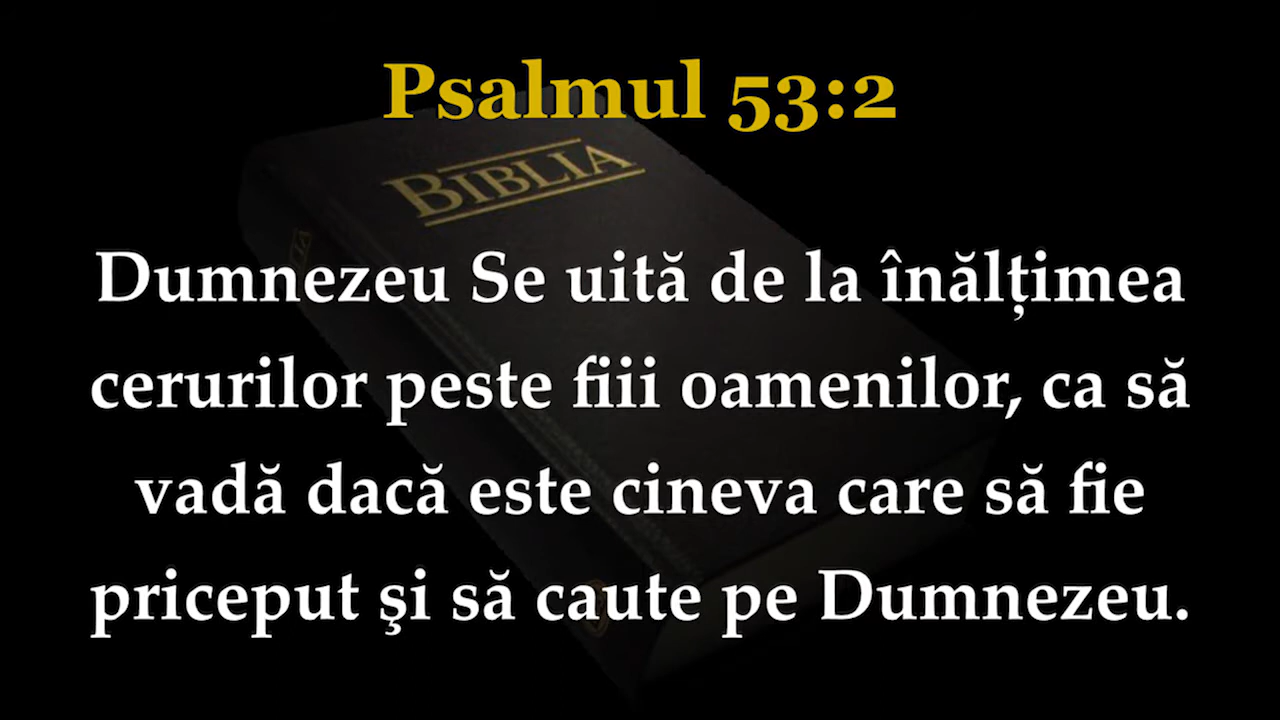 Psalmul 53:2
BIBLIA
Dumnezeu Se uită de la înălțimea
cerurilor peste fiii oamenilor, ca să
vadă dacă este cineva care să fie
priceput şi să caute pe Dumnezeu.